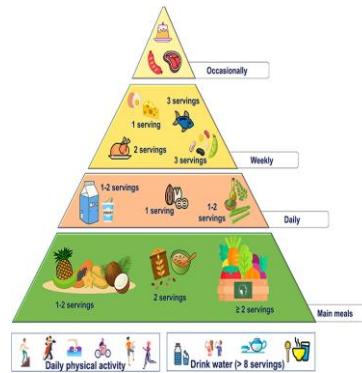 Occasionally
3 servings
1 serving
2 servings
3 servings
Weekly
1-2 servings
1 serving
1-2
servings
Daily
1-2 servings
2 servings
≥ 2 servings
Main meals
Daily physical activity
Drink water (> 8 servings)